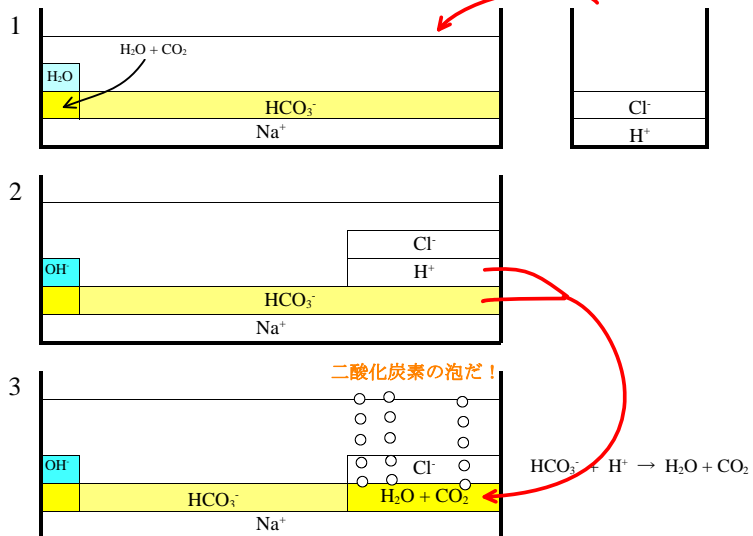 1
H₂O + CO₂
H₂O
HCO₃⁻
Na⁺
Cl⁻
H⁺
2
Cl⁻
OH⁻
H⁺
HCO₃⁻
Na⁺
二酸化炭素の泡だ！
3
OH⁻
Cl⁻
HCO₃⁻ + H⁺ → H₂O + CO₂
HCO₃⁻
H₂O + CO₂
Na⁺